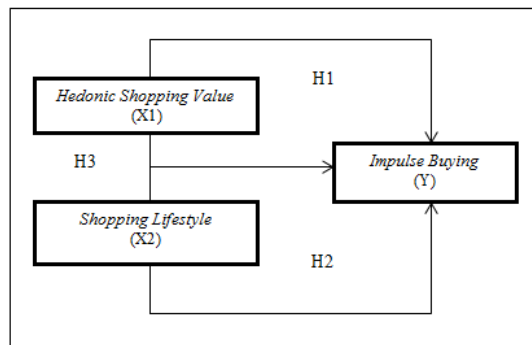 H1
Hedonic Shopping Value
(X1)
H3
Impulse Buying
(Y)
Shopping Lifestyle
(X2)
H2